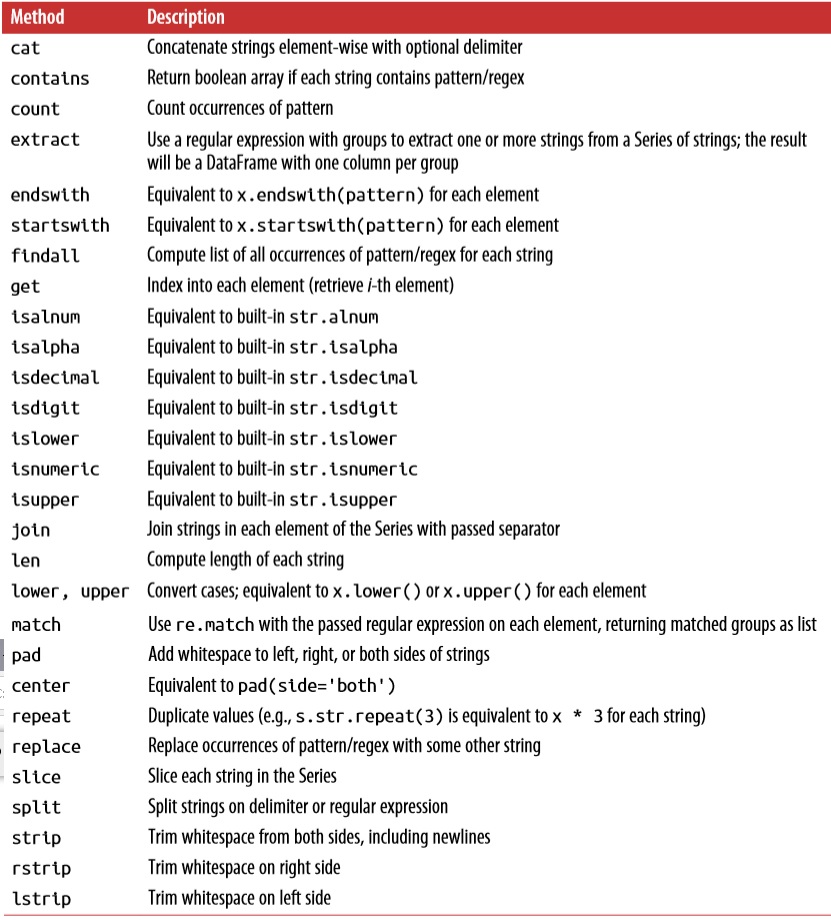 Method Description
cat Concatenate strings element-wise with optional delimiter
contains Return boolean array if each string contains pattern/regex
count Count occurrences of pattern
extract Use a regular expression with groups to extract one or more strings from a Series of strings; the result
will be a DataFrame with one column per group
endswith Equivalent to x.endswith(pattern) for each element
startswith Equivalent to x.startswith(pattern) for each element
findall Compute list of all occurrences of pattern/regex for each string
get Index into each element (retrieve i-th element)
isalnum Equivalent to built-in str.alnum
isalpha Equivalent to built-in str.isalpha
isdecimal Equivalent to built-in str.isdecimal
isdigit Equivalent to built-in str.isdigit
islower Equivalent to built-in str.islower
isnumeric Equivalent to built-in str.isnumeric
isupper Equivalent to built-in str.isupper
join Join strings in each element of the Series with passed separator
len Compute length of each string
lower, upper Convert cases; equivalent to x.lower() or x.upper() for each element
match Use re.match with the passed regular expression on each element, returning matched groups as list
pad Add whitespace to left, right, or both sides of strings
center Equivalent to pad(side='both')
repeat Duplicate values (e.g., s.str.repeat(3) is equivalent to x * 3 for each string)
replace Replace occurrences of pattern/regex with some other string
slice Slice each string in the Series
split Split strings on delimiter or regular expression
strip Trim whitespace from both sides, including newlines
rstrip Trim whitespace on right side
lstrip Trim whitespace on left side